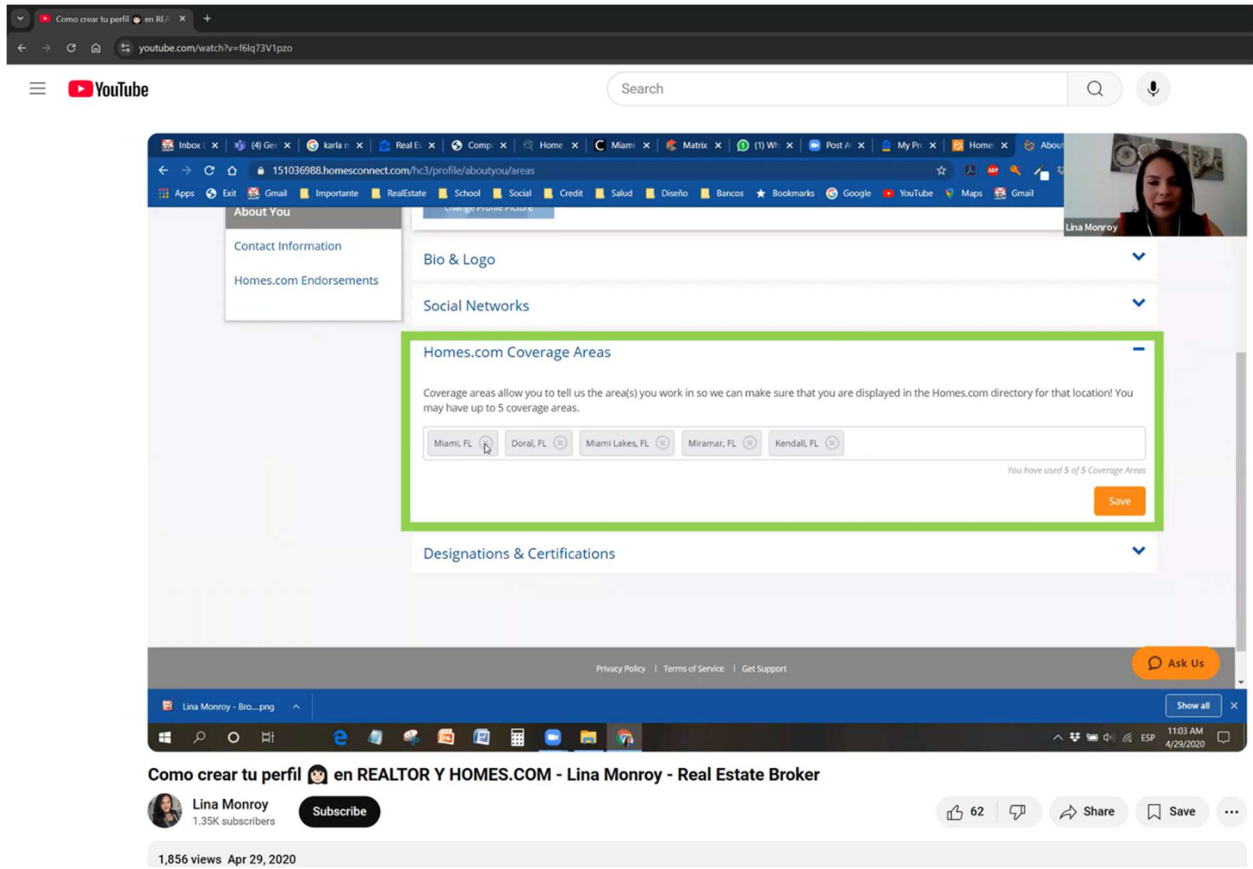 Como crear tu perfil 👩🏻 en REA
youtube.com/watch?v=f6lq73V1pzo
YouTube
Search
Inbox (
(4) Ger
karla n
Real Es
Comp
Home
Miami
Matrix
(1) Wh
Post A
My Pro
Home
About
151036988.homesconnect.com/hc3/profile/aboutyou/areas
Apps Exit Gmail Importante RealEstate School Social Credit Salud Diseño Bancos Bookmarks Google YouTube Maps Gmail
Lina Monroy
About You
Change Profile Picture
Contact Information
Homes.com Endorsements
Bio & Logo
Social Networks
Homes.com Coverage Areas
Coverage areas allow you to tell us the area(s) you work in so we can make sure that you are displayed in the Homes.com directory for that location! You
may have up to 5 coverage areas.
Miami, FL Doral, FL Miami Lakes, FL Miramar, FL Kendall, FL
You have used 5 of 5 Coverage Areas
Save
Designations & Certifications
Privacy Policy | Terms of Service | Get Support
Ask Us
Lina Monroy - Bro....png
Show all
ESP
11:03 AM
4/29/2020
Como crear tu perfil 👩🏻 en REALTOR Y HOMES.COM - Lina Monroy - Real Estate Broker
Lina Monroy
1.35K subscribers
Subscribe
62
Share
Save
1,856 views Apr 29, 2020